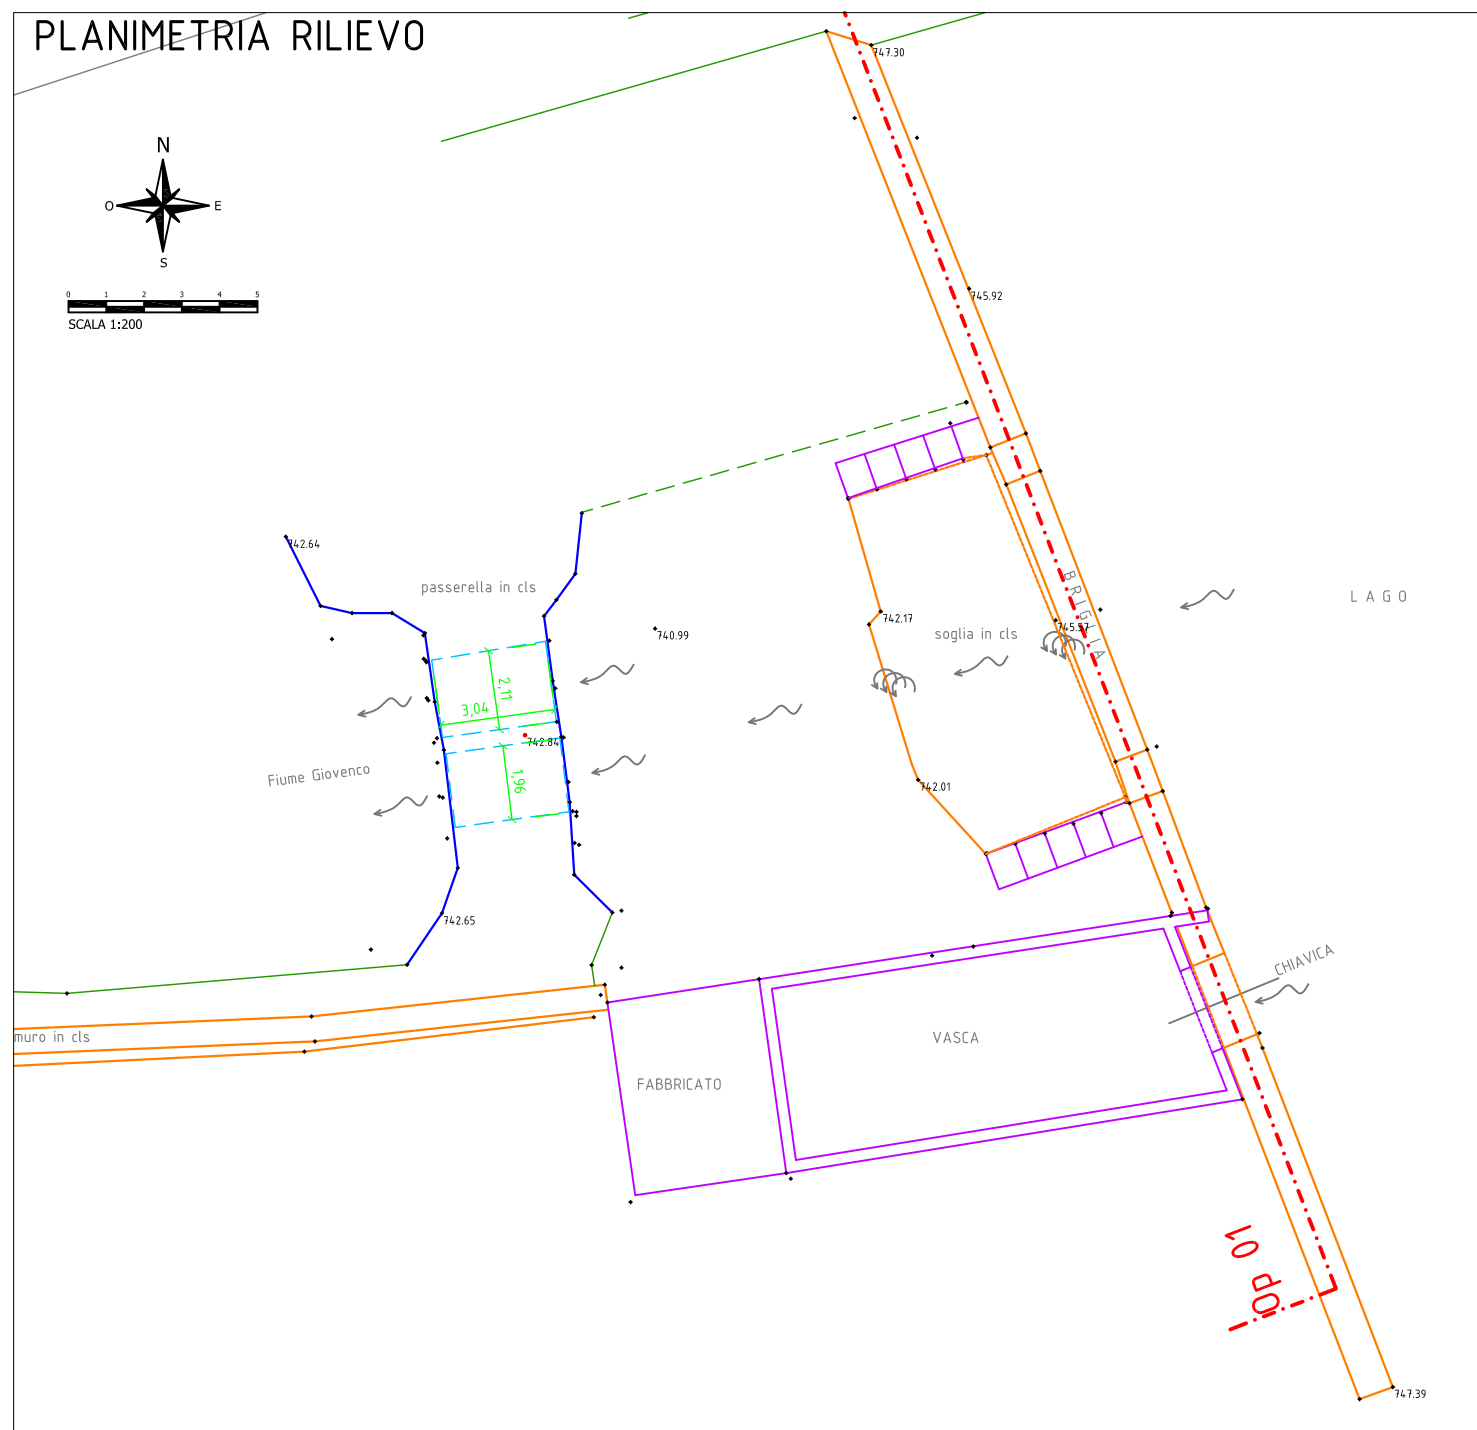 PLANIMETRIA RILIEVO
747.30
N
O E
S
0 1 2 3 4 5
SCALA 1:200
745.92
742.64
passerella in cls
BRIGLIA
LAGO
742.17
740.99
soglia in cls
745.57
2,11
3,04
742.84
Fiume Giovenco
1,96
742.01
742.65
CHIAVICA
muro in cls
VASCA
FABBRICATO
Op 01
747.39